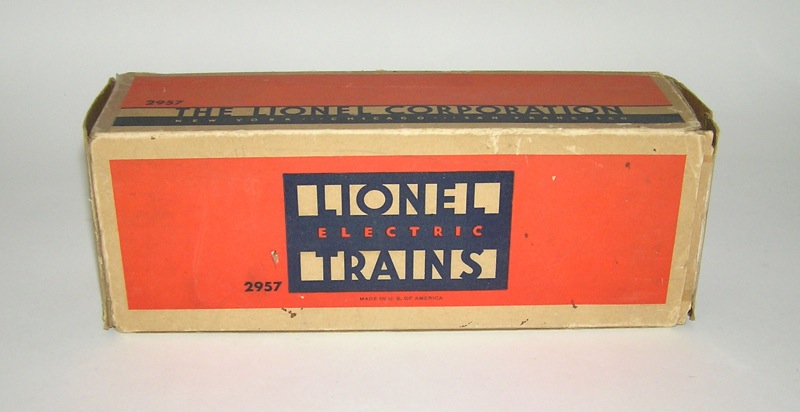 2957
THE LIONEL CORPORATION
NEW YORK · · · CHICAGO · · · SAN FRANCISCO
LIONEL
ELECTRIC
TRAINS
2957
MADE IN U. S. OF AMERICA